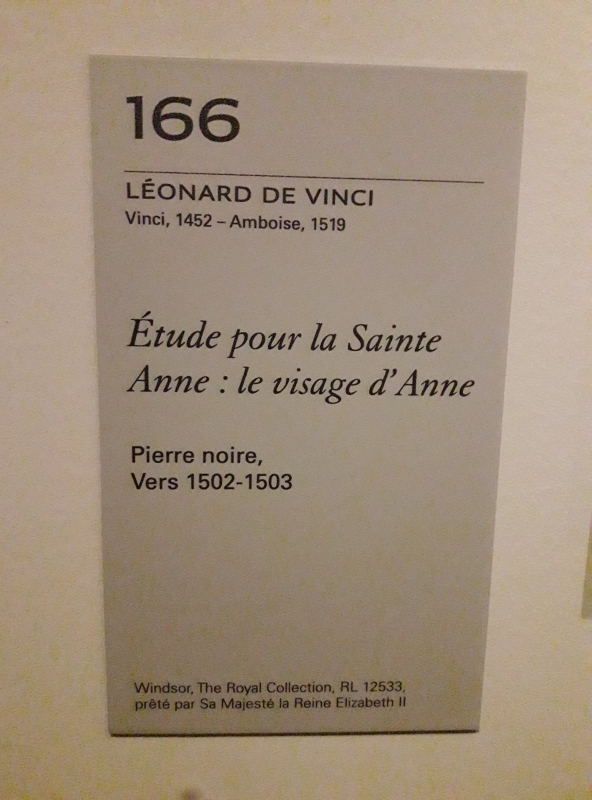 166
LÉONARD DE VINCI
Vinci, 1452 – Amboise, 1519
Étude pour la Sainte
Anne : le visage d'Anne
Pierre noire,
Vers 1502-1503
Windsor, The Royal Collection, RL 12533,
prêté par Sa Majesté la Reine Elizabeth II